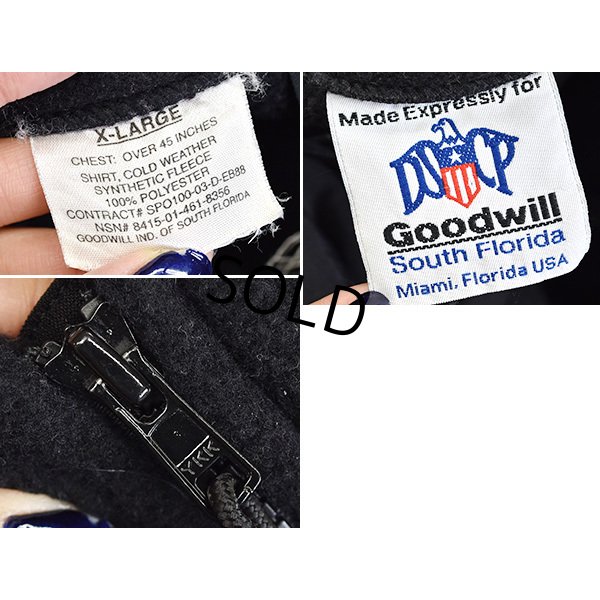 X-LARGE
CHEST: OVER 45 INCHES
SHIRT, COLD WEATHER
SYNTHETIC FLEECE
100% POLYESTER
CONTRACT# SPO100-03-D-EB38
NSN# 8415-01-461-8356
GOODWILL IND. OF SOUTH FLORIDA
Made Expressly for
DSCP
Goodwill
South Florida
Miami, Florida USA
SOLD
YKK